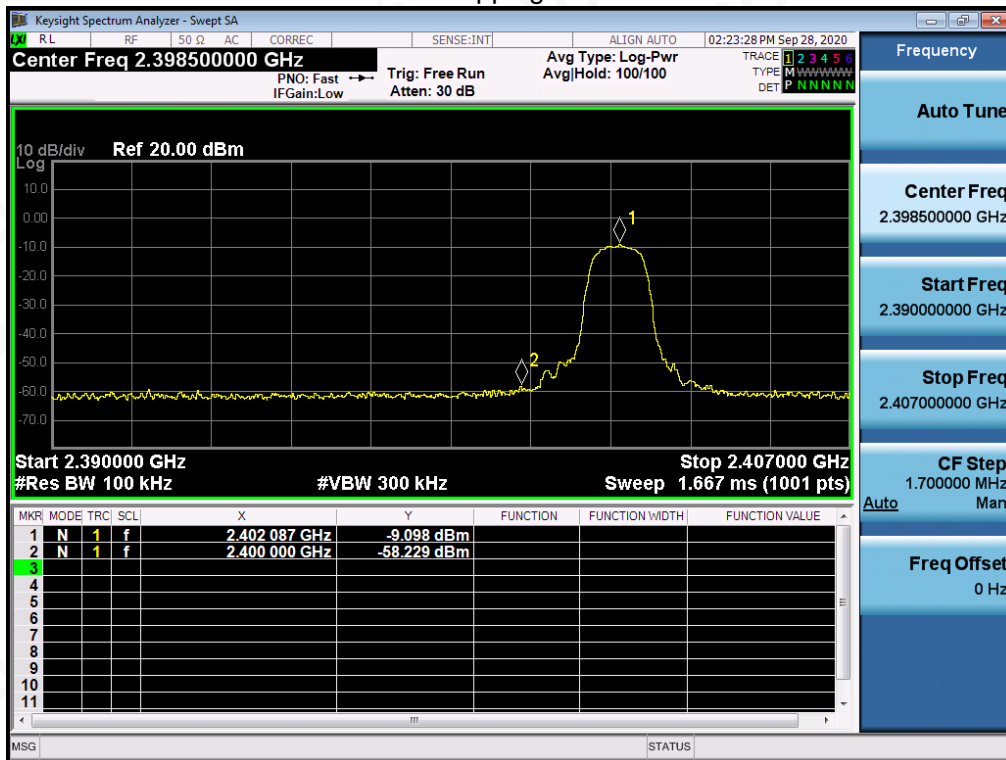 pping
Keysight Spectrum Analyzer - Swept SA
LXI RL RF 50 Ω AC CORREC SENSE:INT ALIGN AUTO 02:23:28 PM Sep 28, 2020
Center Freq 2.398500000 GHz
PNO: Fast
IFGain:Low
Trig: Free Run
Atten: 30 dB
Avg Type: Log-Pwr
Avg|Hold: 100/100
TRACE 1 2 3 4 5 6
TYPE M WWWWW
DET P N N N N N
10 dB/div Ref 20.00 dBm
Log
10.0
0.00
-10.0
-20.0
-30.0
-40.0
-50.0
-60.0
-70.0
1
2
Start 2.390000 GHz Stop 2.407000 GHz
#Res BW 100 kHz #VBW 300 kHz Sweep 1.667 ms (1001 pts)
MKR MODE TRC SCL X Y FUNCTION FUNCTION WIDTH FUNCTION VALUE
1 N 1 f 2.402 087 GHz -9.098 dBm
2 N 1 f 2.400 000 GHz -58.229 dBm
3
4
5
6
7
8
9
10
11
MSG STATUS
Frequency
Auto Tune
Center Freq
2.398500000 GHz
Start Freq
2.390000000 GHz
Stop Freq
2.407000000 GHz
CF Step
1.700000 MHz
Auto Man
Freq Offset
0 Hz